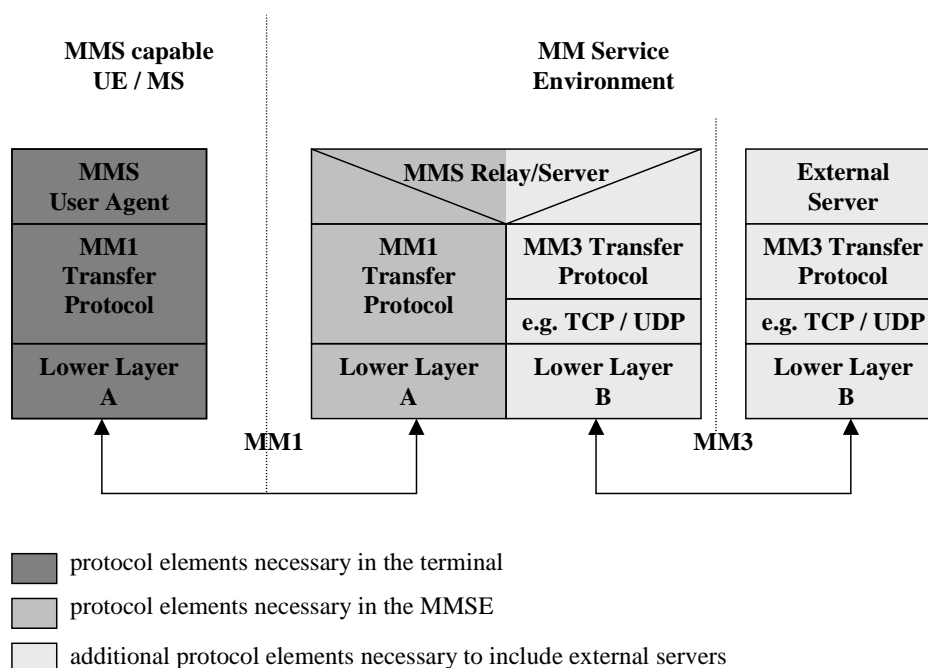 MMS capable
UE / MS
MM Service
Environment
MMS
User Agent
MM1
Transfer
Protocol
Lower Layer
A
MMS Relay/Server
MM1
Transfer
Protocol
Lower Layer
A
MM3 Transfer
Protocol
e.g. TCP / UDP
Lower Layer
B
External
Server
MM3 Transfer
Protocol
e.g. TCP / UDP
Lower Layer
B
MM1
MM3
protocol elements necessary in the terminal
protocol elements necessary in the MMSE
additional protocol elements necessary to include external servers